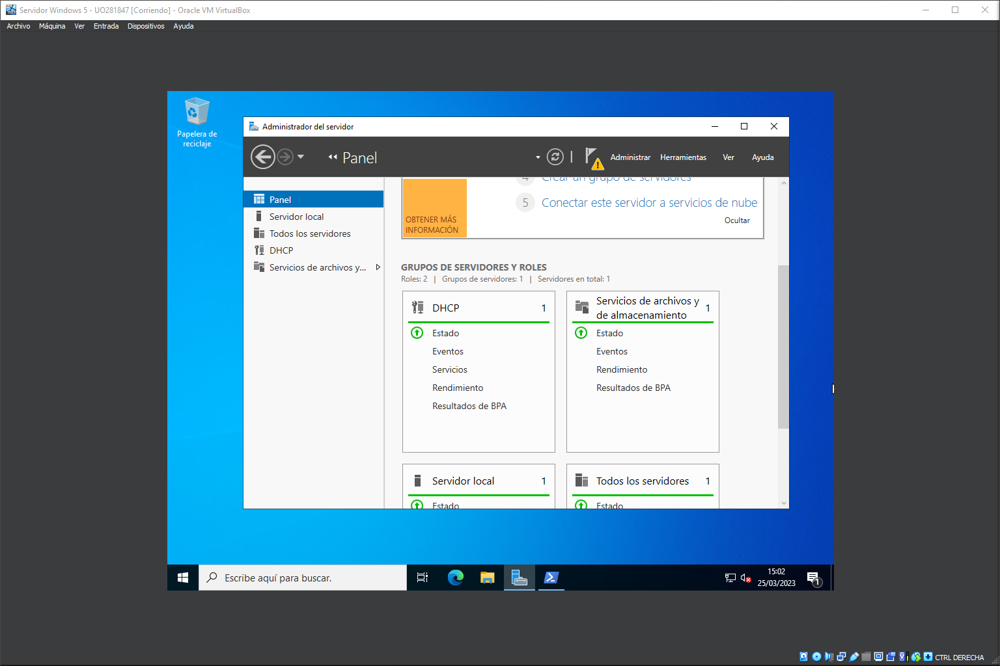 Servidor Windows 5 - UO281847 [Corriendo] - Oracle VM VirtualBox
Archivo Máquina Ver Entrada Dispositivos Ayuda
Papelera de
reciclaje
Administrador del servidor
Panel
Administrar Herramientas Ver Ayuda
Panel
Servidor local
Todos los servidores
DHCP
Servicios de archivos y...
4 Crear un grupo de servidores
5 Conectar este servidor a servicios de nube
OBTENER MÁS
INFORMACIÓN
Ocultar
GRUPOS DE SERVIDORES Y ROLES
Roles: 2 | Grupos de servidores: 1 | Servidores en total: 1
DHCP 1
Estado
Eventos
Servicios
Rendimiento
Resultados de BPA
Servicios de archivos y
de almacenamiento 1
Estado
Eventos
Rendimiento
Resultados de BPA
Servidor local 1
Estado
Todos los servidores 1
Estado
Escribe aquí para buscar.
15:02
25/03/2023
1
CTRL DERECHA